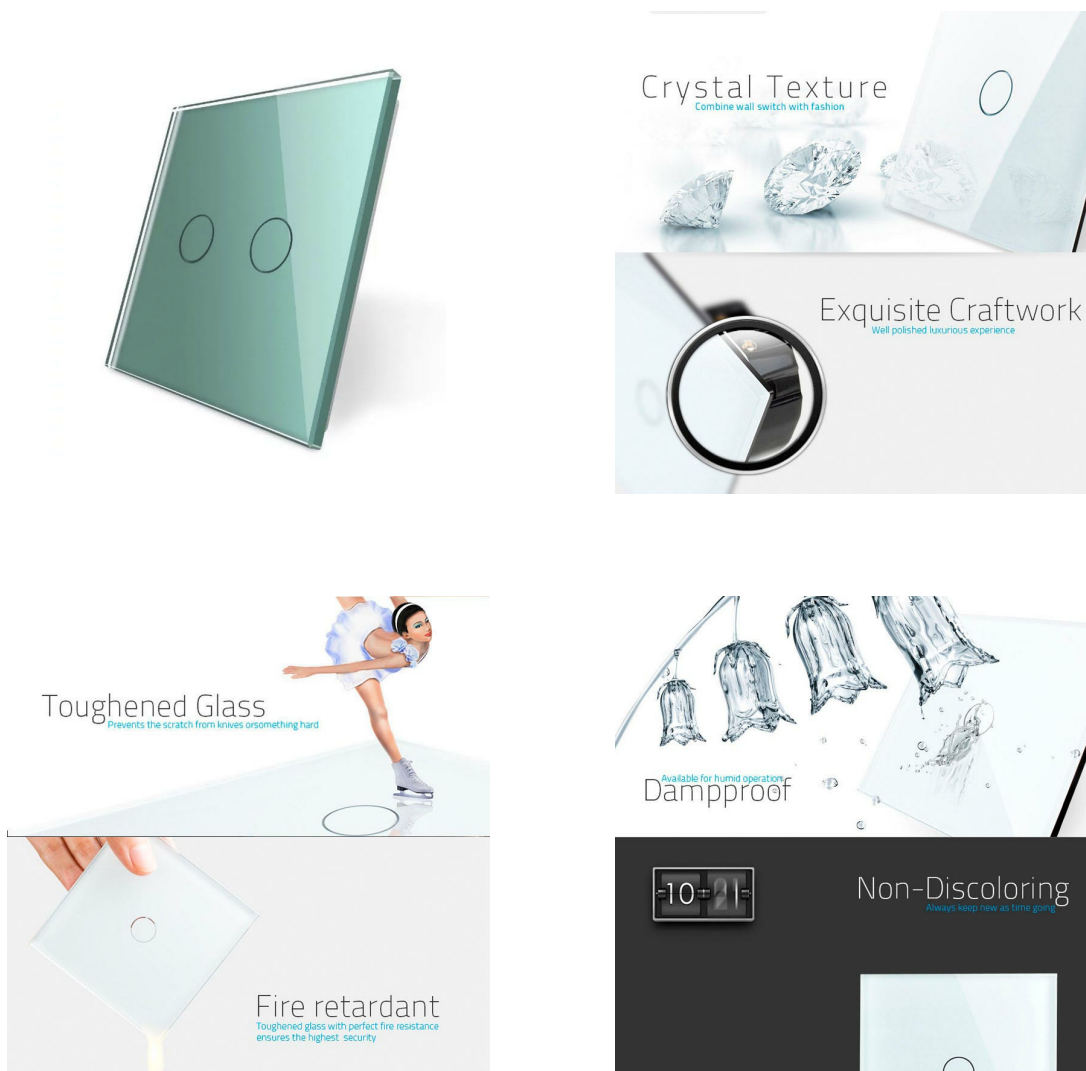 Crystal Texture
Combine wall switch with fashion
Exquisite Craftwork
Well polished luxurious experience
Toughened Glass
Prevents the scratch from knives orsomething hard
Available for humid operation
Dampproof
Fire retardant
Toughened glass with perfect fire resistance
ensures the highest security
10 21
Non-Discoloring
Always keep new as time going